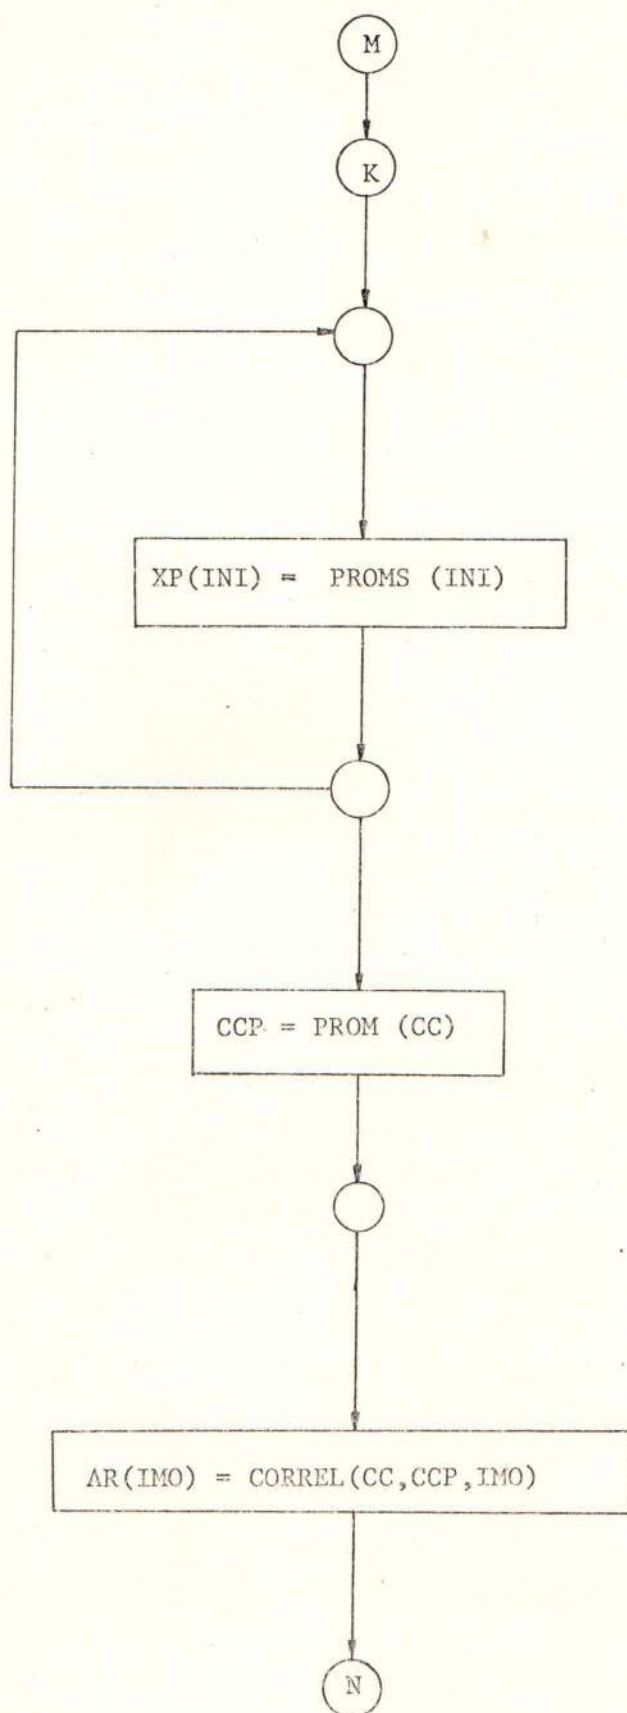 M
K
XP(INI) = PROMS (INI)
CCP = PROM (CC)
AR(IMO) = CORREL(CC,CCP,IMO)
N